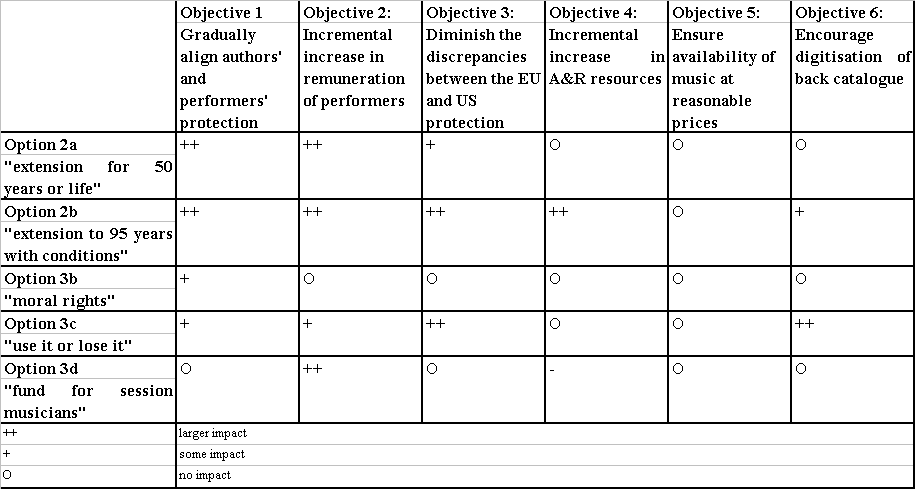 Objective 1 Objective 2: Objective 3: Objective 4: Objective 5: Objective 6:
Gradually Incremental Diminish the Incremental Ensure Encourage
align authors' increase in discrepancies increase in availability of digitisation of
and remuneration between the EU A&R resources music at back catalogue
performers' of performers and US reasonable
protection protection prices
Option 2a ++ ++ + O O O
"extension for 50
years or life"
Option 2b ++ ++ ++ ++ O +
"extension to 95 years
with conditions"
Option 3b + O O O O O
"moral rights"
Option 3c + + ++ O O ++
"use it or lose it"
Option 3d O ++ O - O O
"fund for session
musicians"
++ larger impact
+ some impact
O no impact